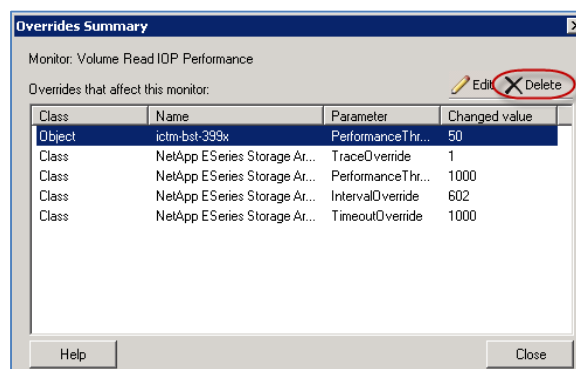 Overrides Summary
Monitor: Volume Read IOP Performance
Overrides that affect this monitor:
Edit
Delete
Class Name Parameter Changed value
Object ictm-bst-399x PerformanceThr... 50
Class NetApp ESeries Storage Ar... TraceOverride 1
Class NetApp ESeries Storage Ar... PerformanceThr... 1000
Class NetApp ESeries Storage Ar... IntervalOverride 602
Class NetApp ESeries Storage Ar... TimeoutOverride 1000
Help
Close